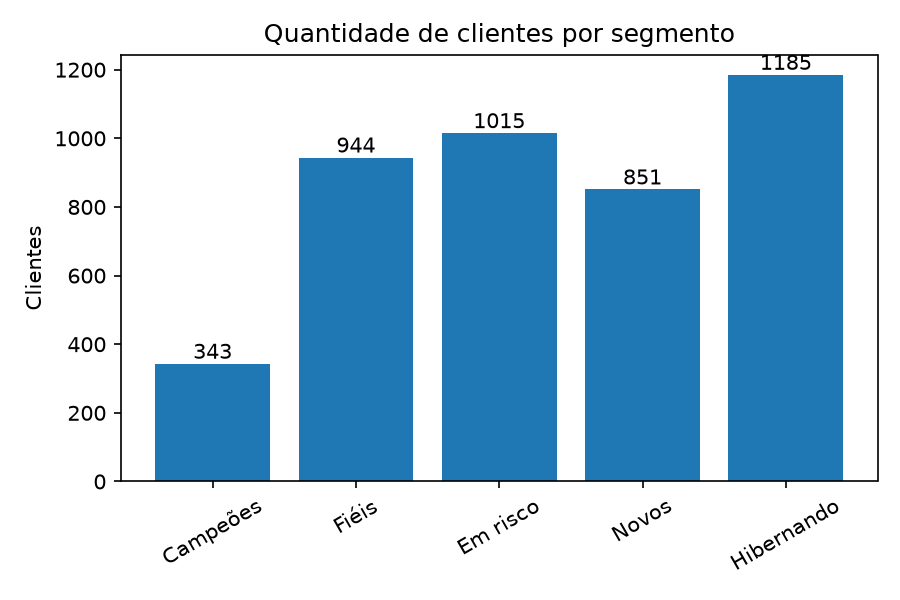 Quantidade de clientes por segmento
1200
1000
800
600
400
200
0
Clientes
343
944
1015
851
1185
Campeões
Fiéis
Em risco
Novos
Hibernando